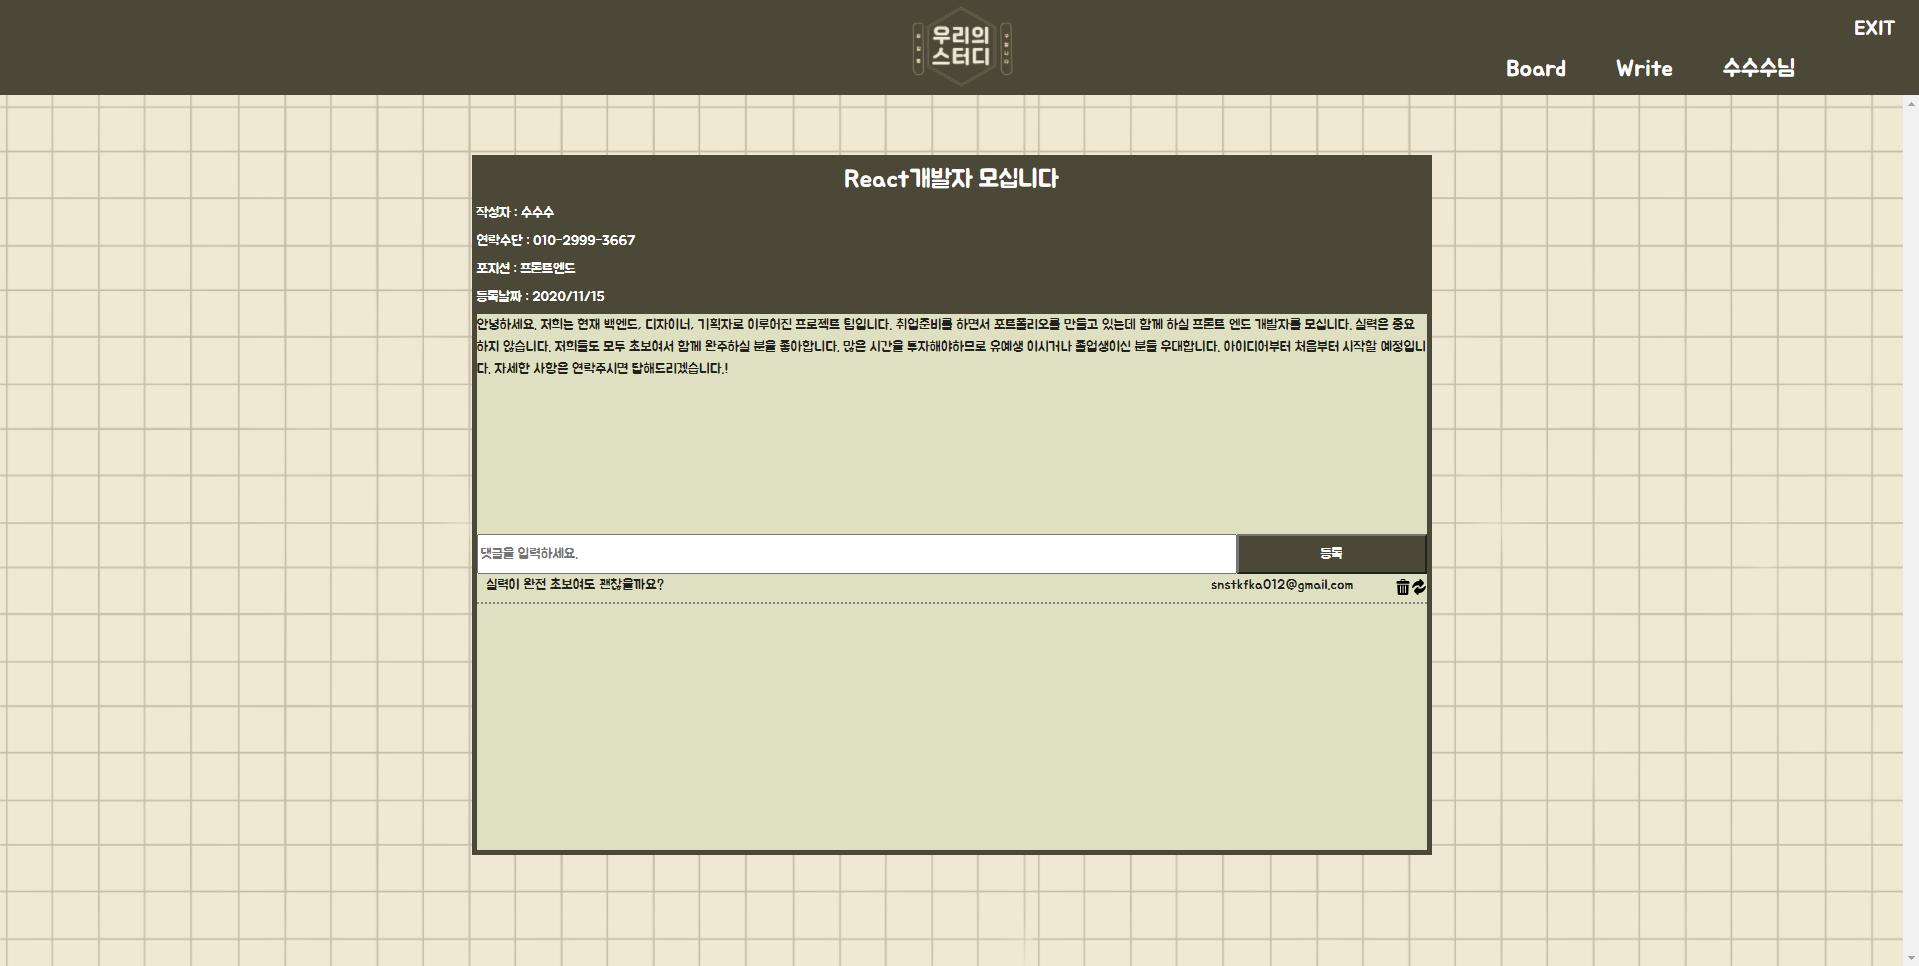 우리의
스터디
EXIT
Board
Write
수수수님
React개발자 모십니다
작성자 : 수수수
연락수단 : 010-2999-3667
포지션 : 프론트엔드
등록날짜 : 2020/11/15
안녕하세요. 저희는 현재 백엔드, 디자이너, 기획자로 이루어진 프로젝트 팀입니다. 취업준비를 하면서 포트폴리오를 만들고 있는데 함께 하실 프론트 엔드 개발자를 모십니다. 실력은 중요
하지 않습니다. 저희들도 모두 초보여서 함께 완주하실 분을 좋아합니다. 많은 시간을 투자해야하므로 유예생 이시거나 졸업생이신 분들 우대합니다. 아이디어부터 처음부터 시작할 예정입니
다. 자세한 사항은 연락주시면 답해드리겠습니다.!
댓글을 입력하세요.
등록
실력이 완전 초보여도 괜찮을까요?
snstkfka012@gmail.com